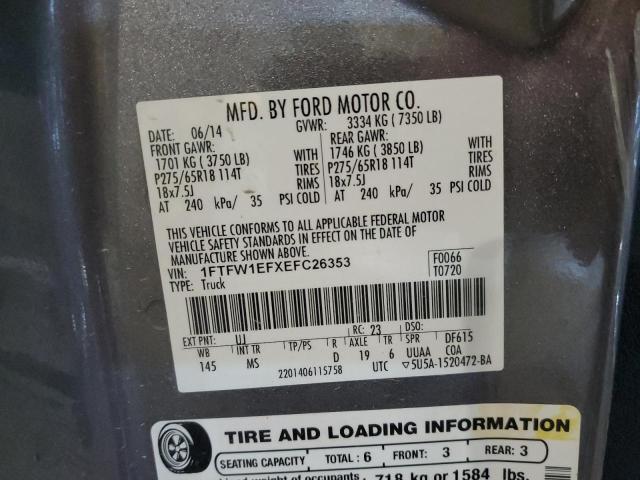 MFD. BY FORD MOTOR CO.
DATE: 06/14 GVWR: 3334 KG ( 7350 LB)
FRONT GAWR: REAR GAWR:
1701 KG ( 3750 LB) WITH 1746 KG ( 3850 LB) WITH
P275/65R18 114T TIRES P275/65R18 114T TIRES
18x7.5J RIMS 18x7.5J RIMS
AT 240 kPa/ 35 PSI COLD AT 240 kPa/ 35 PSI COLD
THIS VEHICLE CONFORMS TO ALL APPLICABLE FEDERAL MOTOR
VEHICLE SAFETY STANDARDS IN EFFECT ON THE DATE OF
MANUFACTURE SHOWN ABOVE.
VIN: 1FTFW1EFXEFC26353 F0066
TYPE: Truck T0720
EXT PNT: UJ RC: 23 DSO:
WB INT TR TP/PS R AXLE TR SPR DF615
145 MS D 19 6 UUAA COA
2201406115758 UTC ▽5U5A-1520472-BA
TIRE AND LOADING INFORMATION
SEATING CAPACITY TOTAL: 6 FRONT: 3 REAR: 3
weight of occupants 718 kg or 1584 lbs.